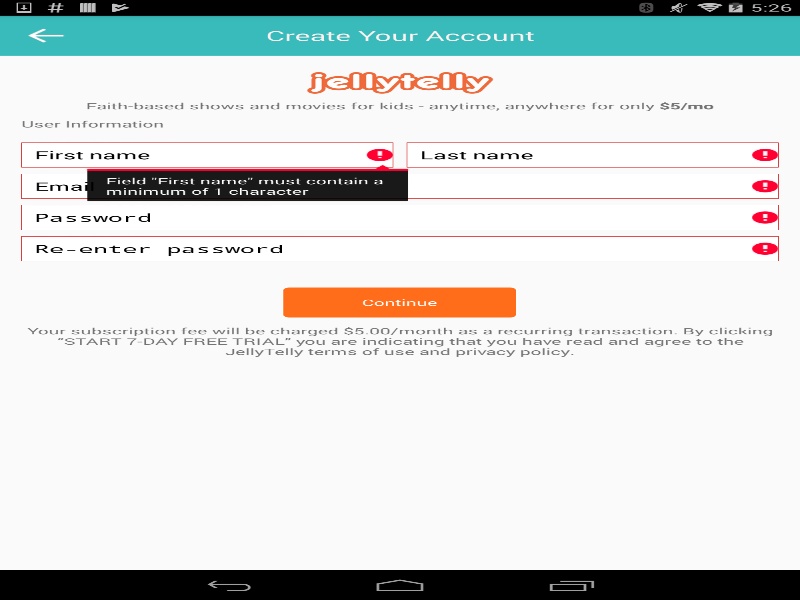 5:26
Create Your Account
jellytelly
Faith-based shows and movies for kids - anytime, anywhere for only $5/mo
User Information
First name
Last name
Field "First name" must contain a
minimum of 1 character
Email
Password
Re-enter password
Continue
Your subscription fee will be charged $5.00/month as a recurring transaction. By clicking
"START 7-DAY FREE TRIAL" you are indicating that you have read and agree to the
JellyTelly terms of use and privacy policy.